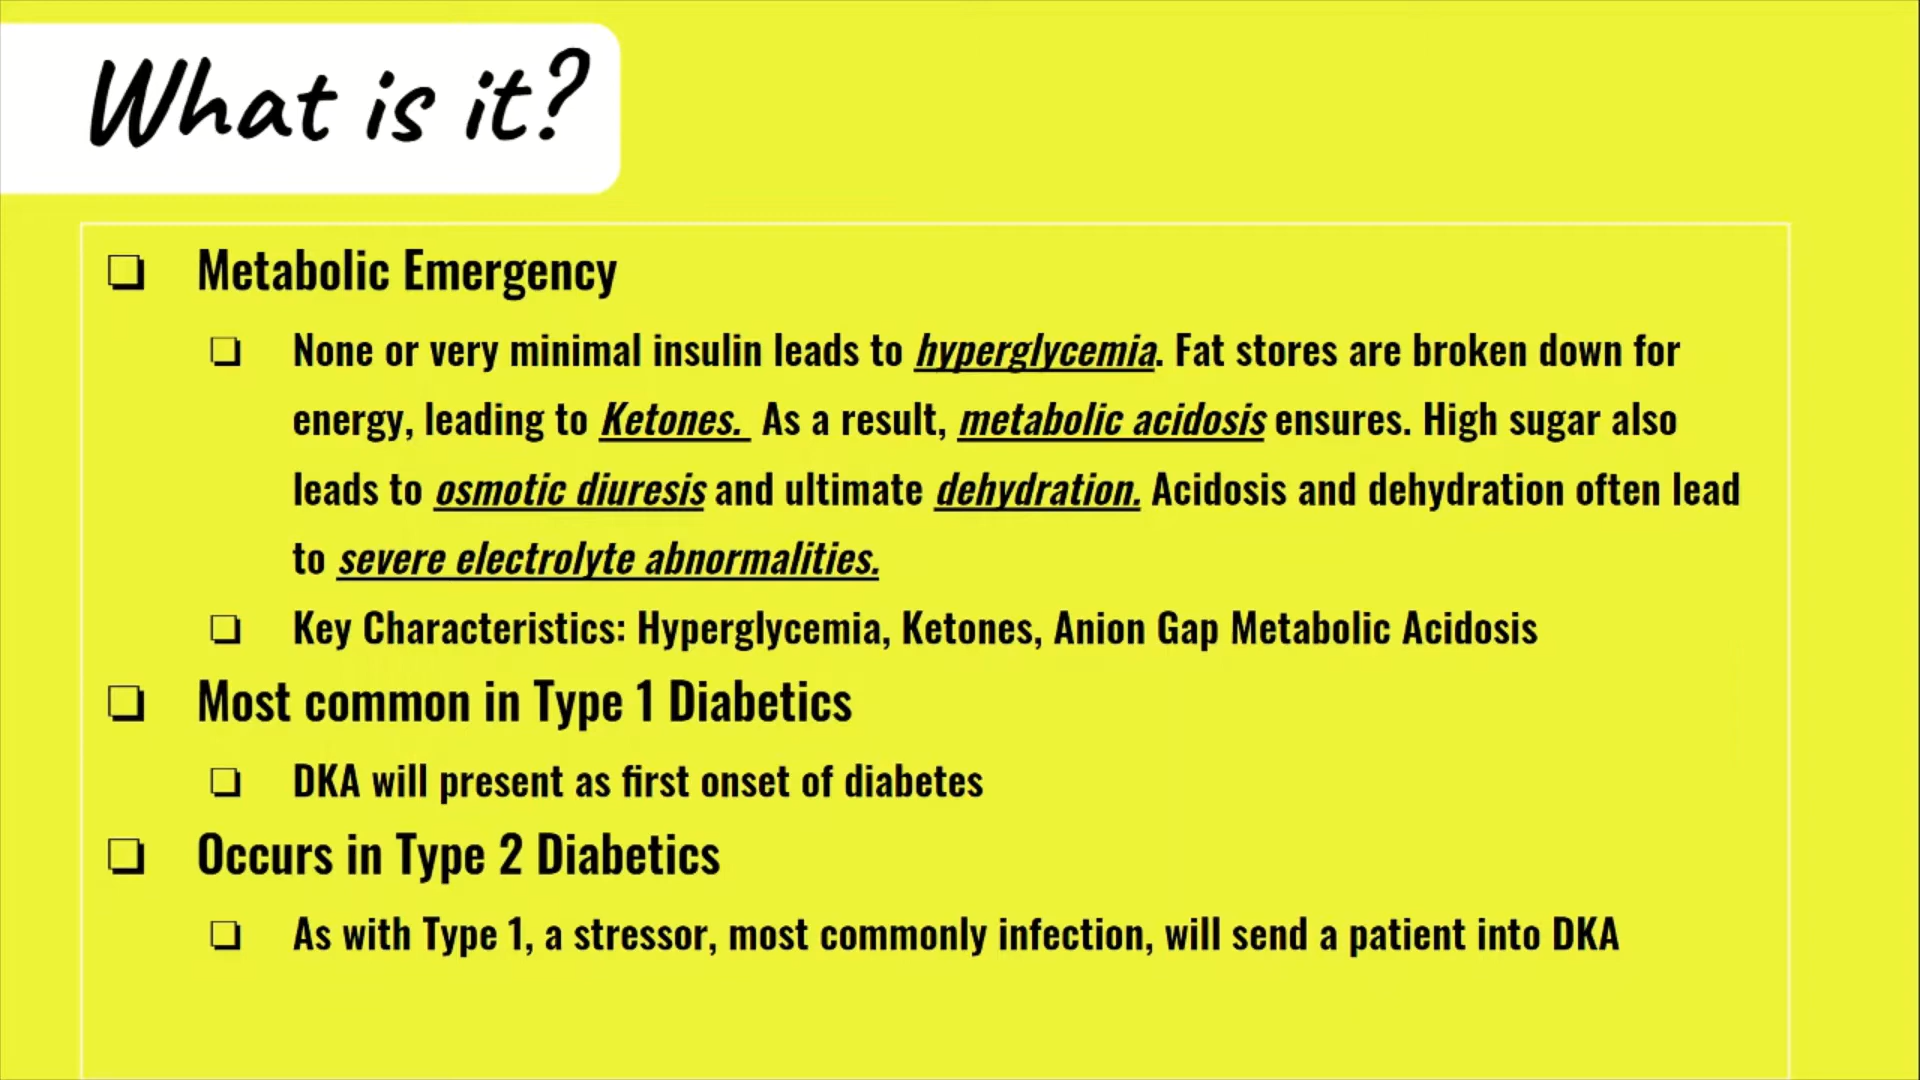 What is it?
❏ Metabolic Emergency
❏ None or very minimal insulin leads to hyperglycemia. Fat stores are broken down for
energy, leading to Ketones. As a result, metabolic acidosis ensures. High sugar also
leads to osmotic diuresis and ultimate dehydration. Acidosis and dehydration often lead
to severe electrolyte abnormalities.
❏ Key Characteristics: Hyperglycemia, Ketones, Anion Gap Metabolic Acidosis
❏ Most common in Type 1 Diabetics
❏ DKA will present as first onset of diabetes
❏ Occurs in Type 2 Diabetics
❏ As with Type 1, a stressor, most commonly infection, will send a patient into DKA